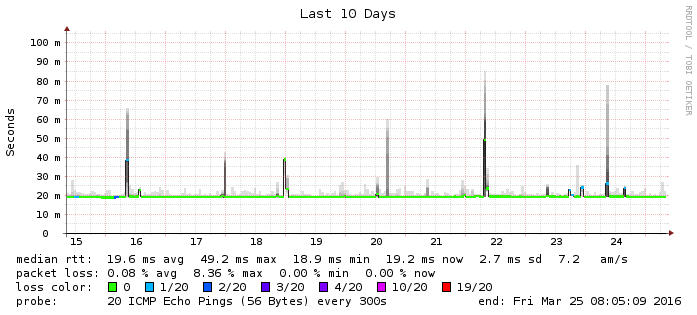 Last 10 Days
RRDTOOL / TOBI OETIKER
Seconds
100 m
90 m
80 m
70 m
60 m
50 m
40 m
30 m
20 m
10 m
0
15 16 17 18 19 20 21 22 23 24
median rtt: 19.6 ms avg 49.2 ms max 18.9 ms min 19.2 ms now 2.7 ms sd 7.2 am/s
packet loss: 0.08 % avg 8.36 % max 0.00 % min 0.00 % now
loss color: 0 1/20 2/20 3/20 4/20 10/20 19/20
probe: 20 ICMP Echo Pings (56 Bytes) every 300s end: Fri Mar 25 08:05:09 2016